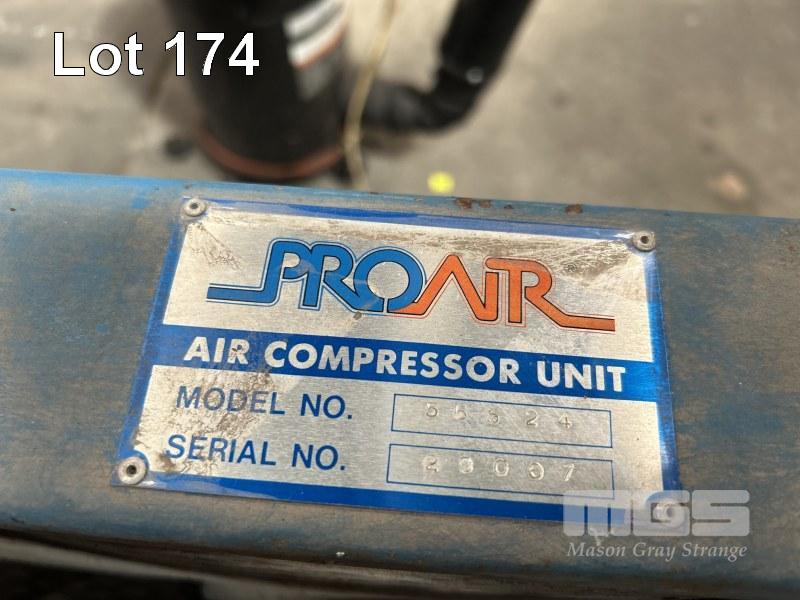 Lot 174
PROAIR
AIR COMPRESSOR UNIT
MODEL NO.
SERIAL NO.
MGS
Mason Gray Strange